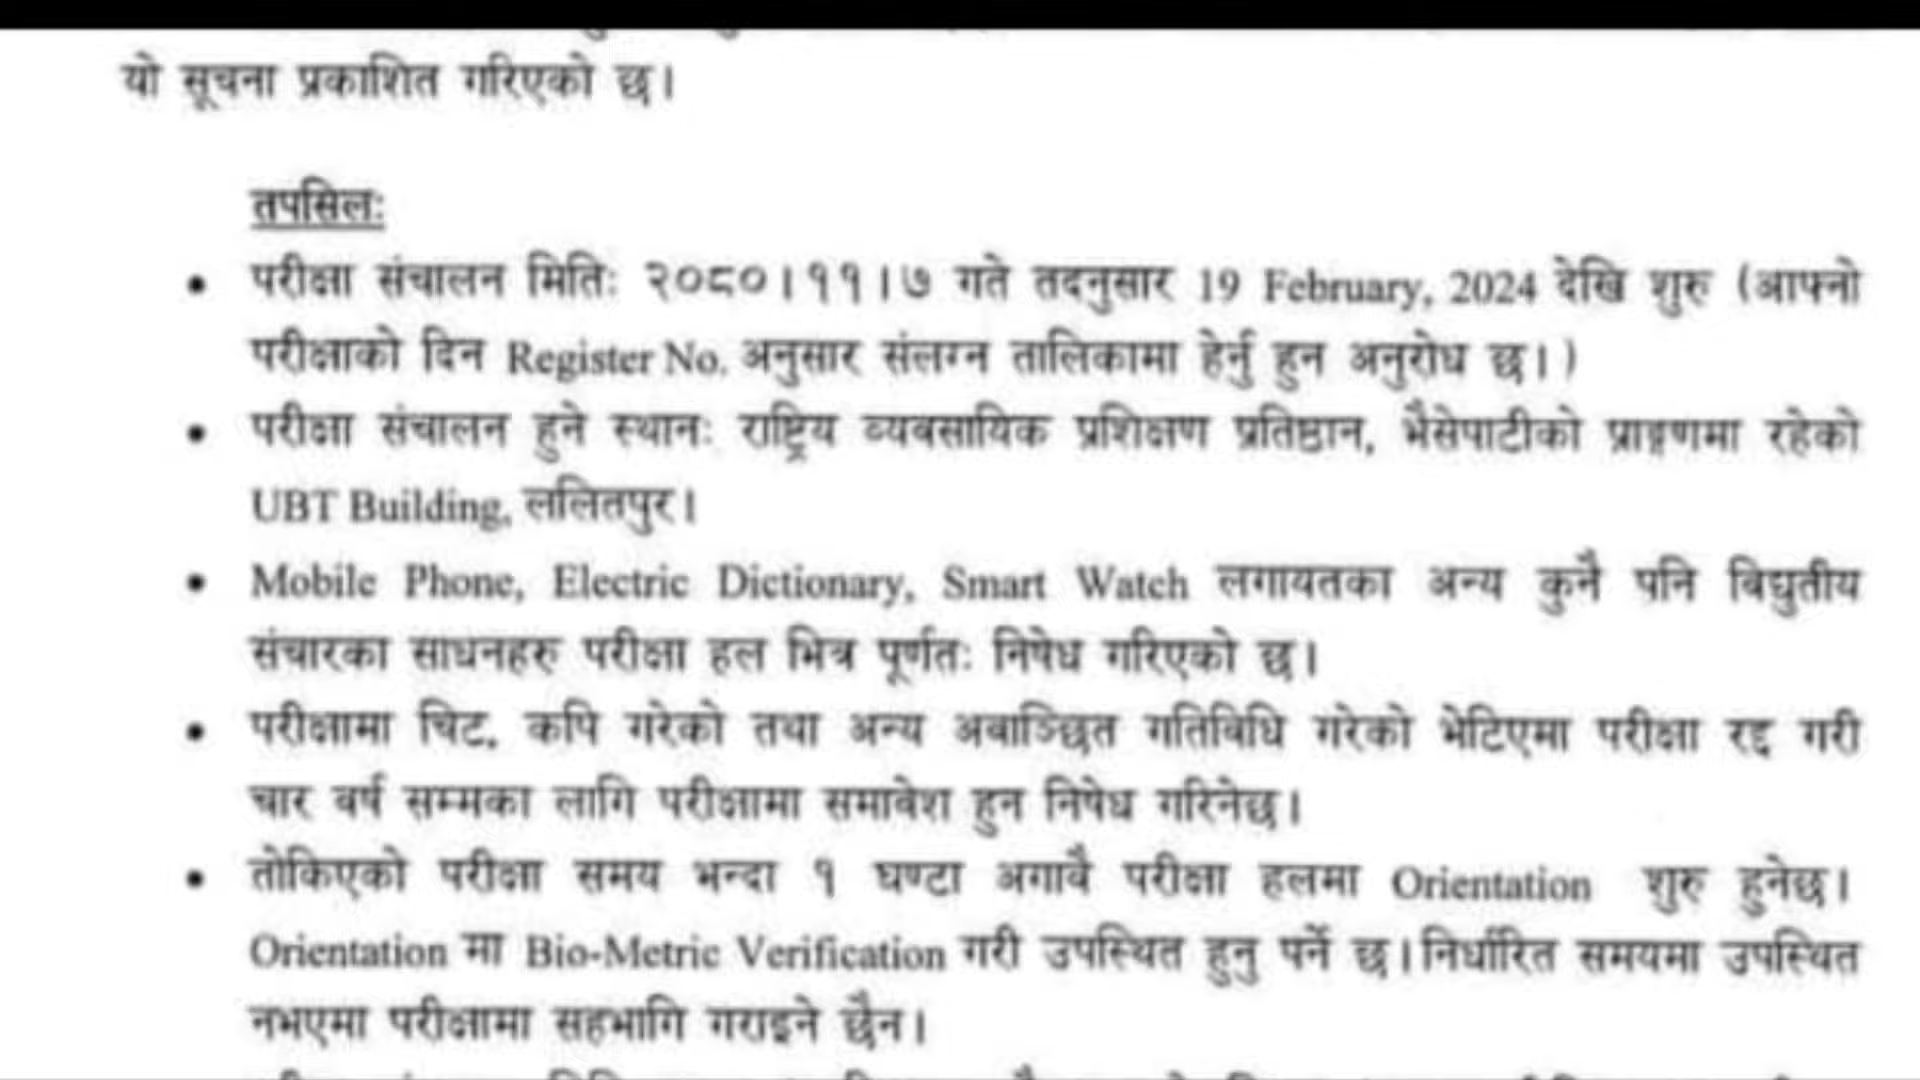 यो सूचना प्रकाशित गरिएको छ।
तपसिलः
• परीक्षा संचालन मितिः २०८०।११।७ गते तदनुसार 19 February, 2024 देखि शुरु (आफ्नो
परीक्षाको दिन Register No. अनुसार संलग्न तालिकामा हेर्नु हुन अनुरोध छ।)
• परीक्षा संचालन हुने स्थानः राष्ट्रिय व्यवसायिक प्रशिक्षण प्रतिष्ठान, भैसेपाटीको प्राङ्गणमा रहेको
UBT Building, ललितपुर।
• Mobile Phone, Electric Dictionary, Smart Watch लगायतका अन्य कुनै पनि विघुतीय
संचारका साधनहरु परीक्षा हल भित्र पूर्णतः निषेध गरिएको छ।
• परीक्षामा चिट, कपि गरेको तथा अन्य अवाञ्छित गतिविधि गरेको भेटिएमा परीक्षा रद्द गरी
चार वर्ष सम्मका लागि परीक्षामा समावेश हुन निषेध गरिनेछ।
• तोकिएको परीक्षा समय भन्दा १ घण्टा अगावै परीक्षा हलमा Orientation शुरु हुनेछ।
Orientation मा Bio-Metric Verification गरी उपस्थित हुनु पर्ने छ।निर्धारित समयमा उपस्थित
नभएमा परीक्षामा सहभागि गराइने छैन।